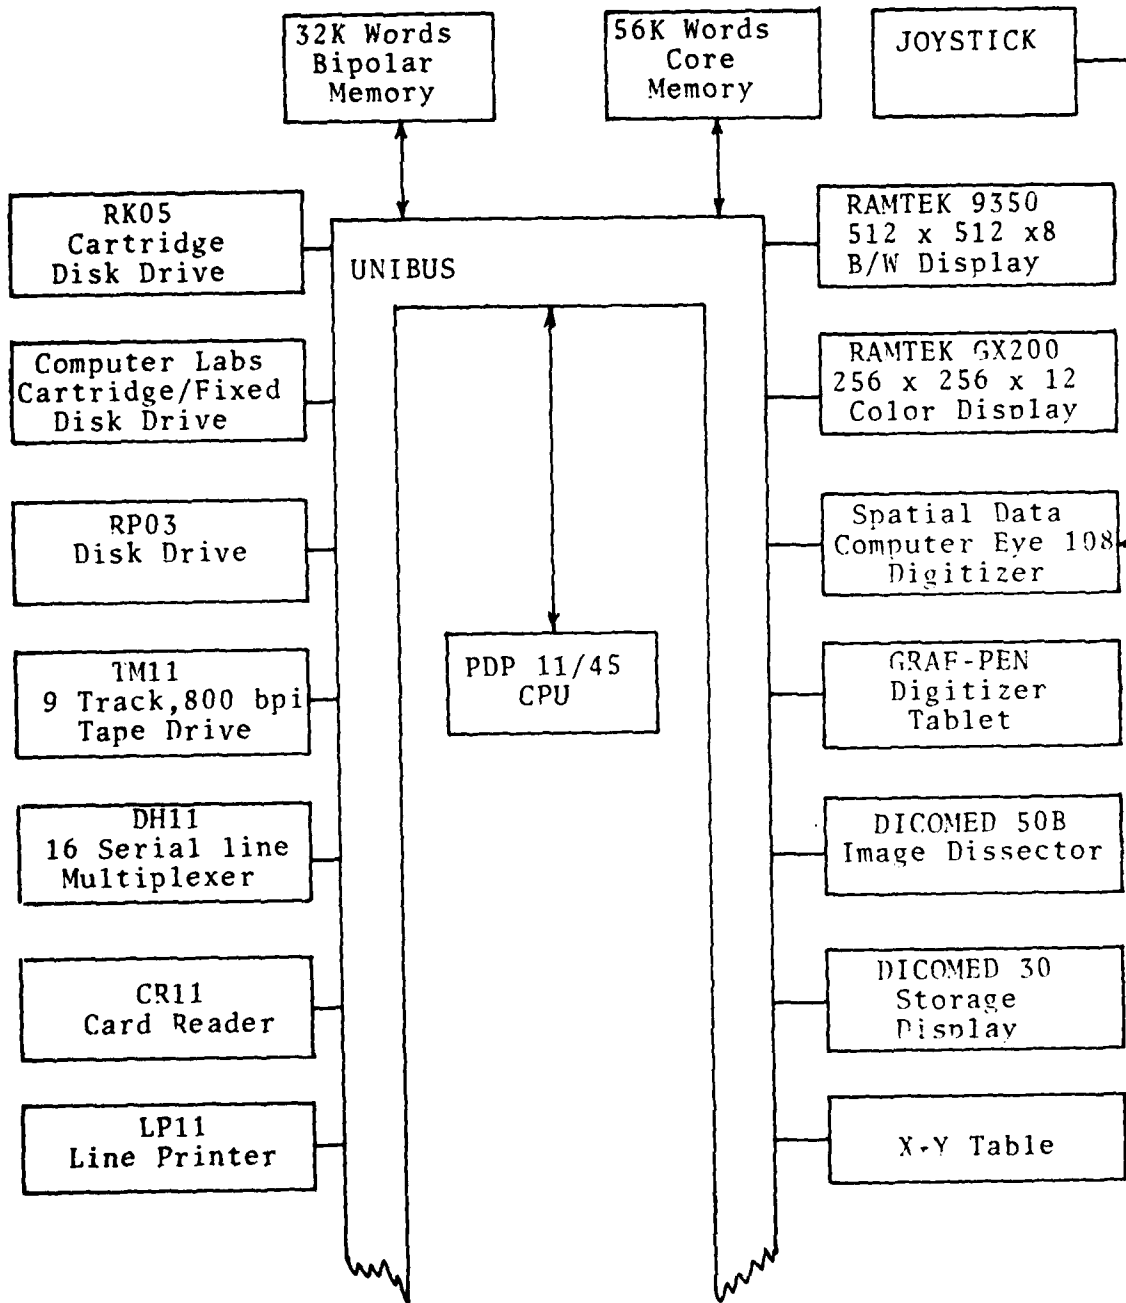 32K Words
Bipolar
Memory
56K Words
Core
Memory
JOYSTICK
RK05
Cartridge
Disk Drive
UNIBUS
RAMTEK 9350
512 x 512 x8
B/W Display
Computer Labs
Cartridge/Fixed
Disk Drive
RAMTEK GX200
256 x 256 x 12
Color Display
RP03
Disk Drive
Spatial Data
Computer Eye 108
Digitizer
TM11
9 Track,800 bpi
Tape Drive
PDP 11/45
CPU
GRAF-PEN
Digitizer
Tablet
DH11
16 Serial line
Multiplexer
DICOMED 50B
Image Dissector
CR11
Card Reader
DICOMED 30
Storage
Display
LP11
Line Printer
X-Y Table